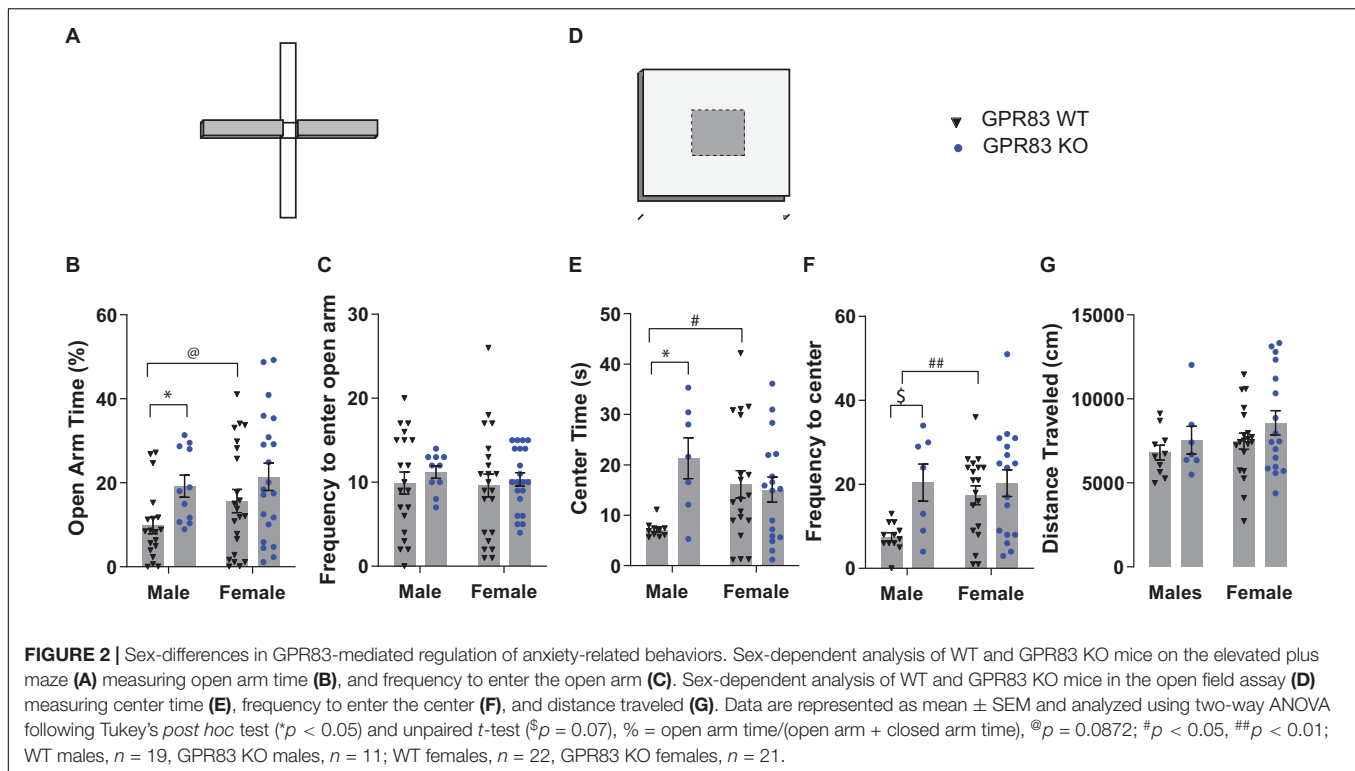 A
D
GPR83 WT
GPR83 KO
B
C
E
F
G
Open Arm Time (%)
60
40
20
0
@
*
Male
Female
Frequency to enter open arm
30
20
10
0
Male
Female
Center Time (s)
50
40
30
20
10
0
#
*
Male
Female
Frequency to center
60
40
20
0
##
$
Male
Female
Distance Traveled (cm)
15000
10000
5000
0
Males
Female
FIGURE 2 | Sex-differences in GPR83-mediated regulation of anxiety-related behaviors. Sex-dependent analysis of WT and GPR83 KO mice on the elevated plus
maze (A) measuring open arm time (B), and frequency to enter the open arm (C). Sex-dependent analysis of WT and GPR83 KO mice in the open field assay (D)
measuring center time (E), frequency to enter the center (F), and distance traveled (G). Data are represented as mean ± SEM and analyzed using two-way ANOVA
following Tukey's post hoc test (*p < 0.05) and unpaired t-test ($p = 0.07), % = open arm time/(open arm + closed arm time), @p = 0.0872; #p < 0.05, ##p < 0.01;
WT males, n = 19, GPR83 KO males, n = 11; WT females, n = 22, GPR83 KO females, n = 21.